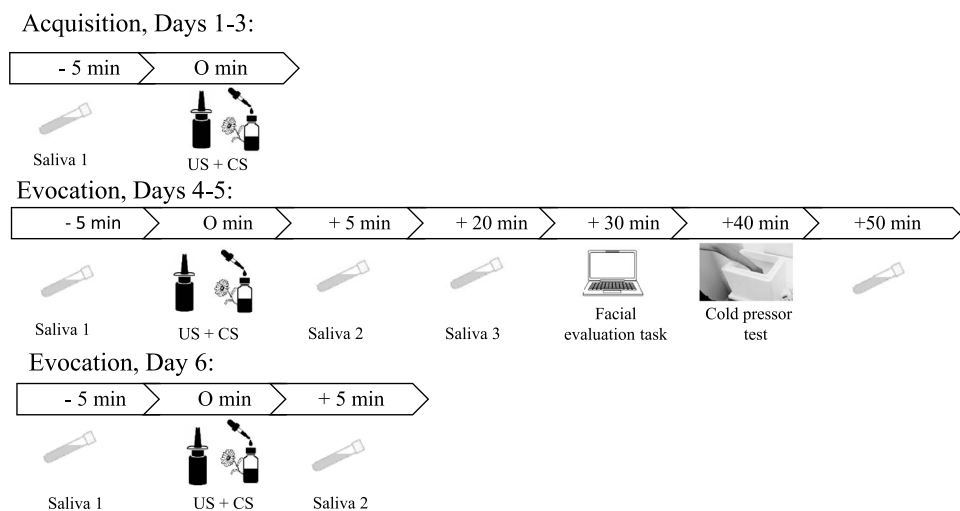 Acquisition, Days 1-3:
- 5 min O min
Saliva 1
US + CS
Evocation, Days 4-5:
- 5 min O min + 5 min + 20 min + 30 min +40 min +50 min
Saliva 1 US + CS Saliva 2 Saliva 3 Facial Cold pressor
evaluation task test
Evocation, Day 6:
- 5 min O min + 5 min
Saliva 1 US + CS Saliva 2